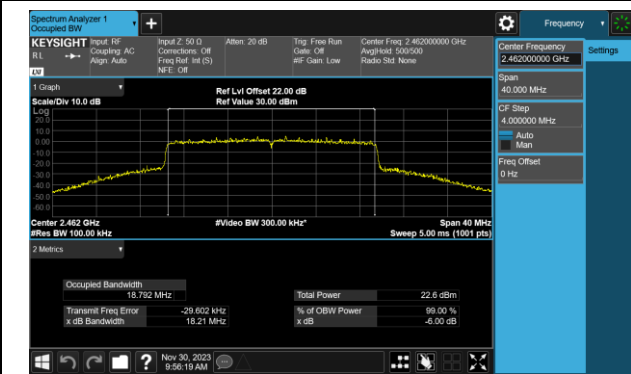 Spectrum Analyzer 1
Occupied BW
Frequency
KEYSIGHT
Input: RF
Coupling: AC
Align: Auto
Input Z: 50 Ω
Corrections: Off
Freq Ref: Int (S)
NFE: Off
Atten: 20 dB
Trig: Free Run
Gate: Off
#IF Gain: Low
Center Freq: 2.462000000 GHz
Avg|Hold: 500/500
Radio Std: None
R L
LXI
Center Frequency
2.462000000 GHz
Settings
Span
40.000 MHz
CF Step
4.000000 MHz
Auto
Man
Freq Offset
0 Hz
1 Graph
Scale/Div 10.0 dB
Ref Lvl Offset 22.00 dB
Ref Value 30.00 dBm
Log
20.0
10.0
0.00
-10.0
-20.0
-30.0
-40.0
-50.0
-60.0
Center 2.462 GHz
#Res BW 100.00 kHz
#Video BW 300.00 kHz*
Span 40 MHz
Sweep 5.00 ms (1001 pts)
2 Metrics
Occupied Bandwidth
18.792 MHz
Total Power 22.6 dBm
Transmit Freq Error -29.602 kHz
% of OBW Power 99.00 %
x dB Bandwidth 18.21 MHz
x dB -6.00 dB
?
Nov 30, 2023
9:56:19 AM